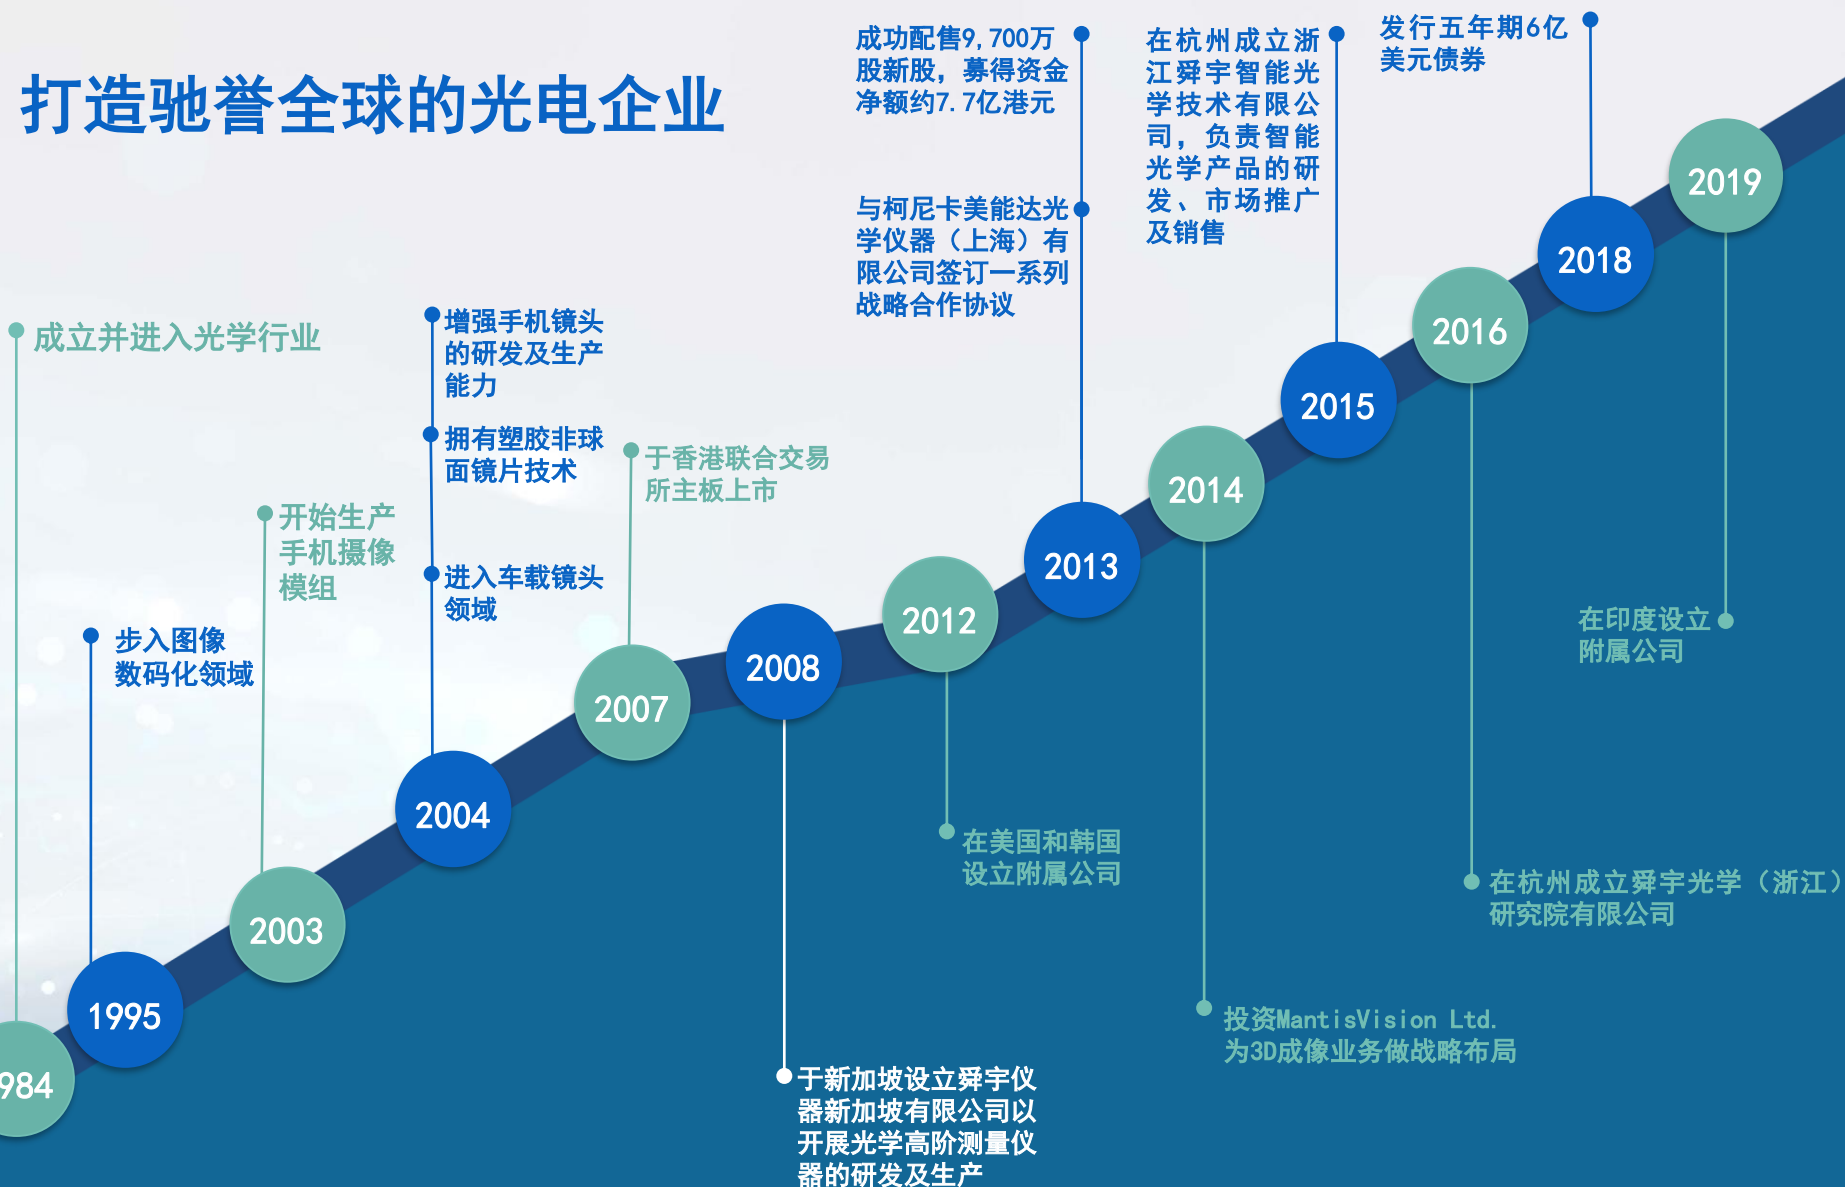 打造驰誉全球的光电企业
成立并进入光学行业
984
步入图像
数码化领域
1995
开始生产
手机摄像
模组
2003
增强手机镜头
的研发及生产
能力
拥有塑胶非球
面镜片技术
进入车载镜头
领域
2004
于香港联合交易
所主板上市
2007
2008
于新加坡设立舜宇仪
器新加坡有限公司以
开展光学高阶测量仪
器的研发及生产
2012
在美国和韩国
设立附属公司
成功配售9,700万
股新股，募得资金
净额约7.7亿港元
与柯尼卡美能达光
学仪器（上海）有
限公司签订一系列
战略合作协议
2013
2014
投资MantisVision Ltd.
为3D成像业务做战略布局
在杭州成立浙
江舜宇智能光
学技术有限公
司，负责智能
光学产品的研
发、市场推广
及销售
2015
2016
在杭州成立舜宇光学（浙江）
研究院有限公司
发行五年期6亿
美元债券
2018
2019
在印度设立
附属公司